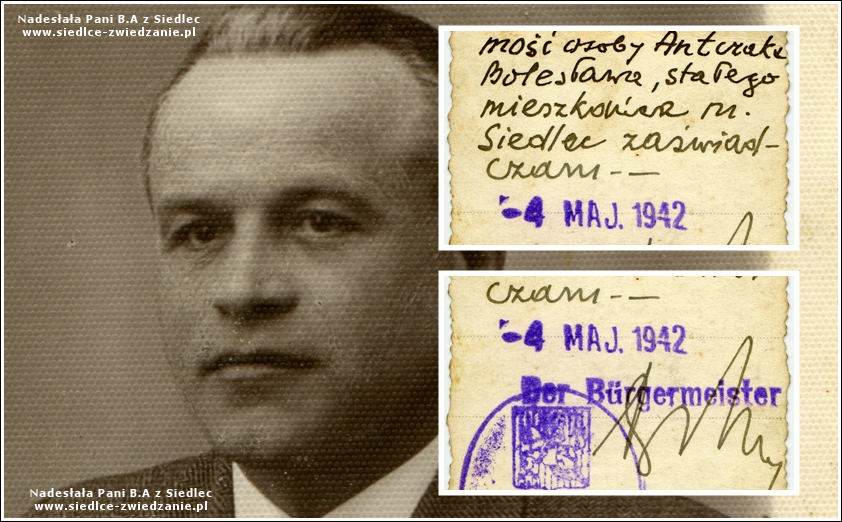 Nadesłała Pani B.A z Siedlec
www.siedlce-zwiedzanie.pl
mość osoby Antczaka
Bolesława, stałego
mieszkańca m.
Siedlec zaświad-
czam - —
-4 MAJ. 1942
czam - —
-4 MAJ. 1942
Der Bürgermeister
Nadesłała Pani B.A z Siedlec
www.siedlce-zwiedzanie.pl